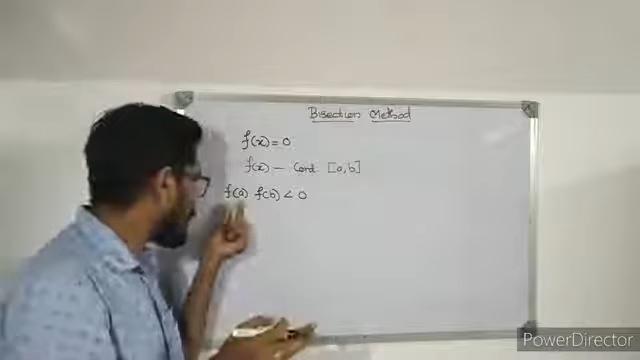 Bisection Method
f(x) = 0
f(x) — Cont [a,b]
f(a) f(b) < 0
PowerDirector